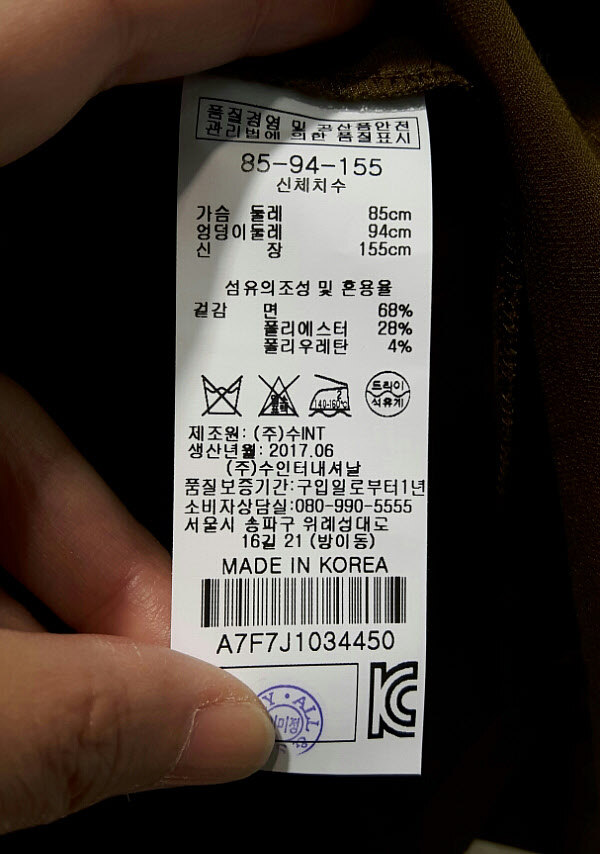 품질경영 및 공산품안전
관리법에 의한 품질표시
85-94-155
신체치수
가슴 둘레 85cm
엉덩이둘레 94cm
신 장 155cm
섬유의조성 및 혼용율
겉감 면 68%
폴리에스터 28%
폴리우레탄 4%
140-160℃
드라이
석유계
제조원: (주)수INT
생산년월: 2017.06
(주)수인터내셔날
품질보증기간:구입일로부터1년
소비자상담실:080-990-5555
서울시 송파구 위례성대로
16길 21 (방이동)
MADE IN KOREA
A7F7J1034450
ALL
KC